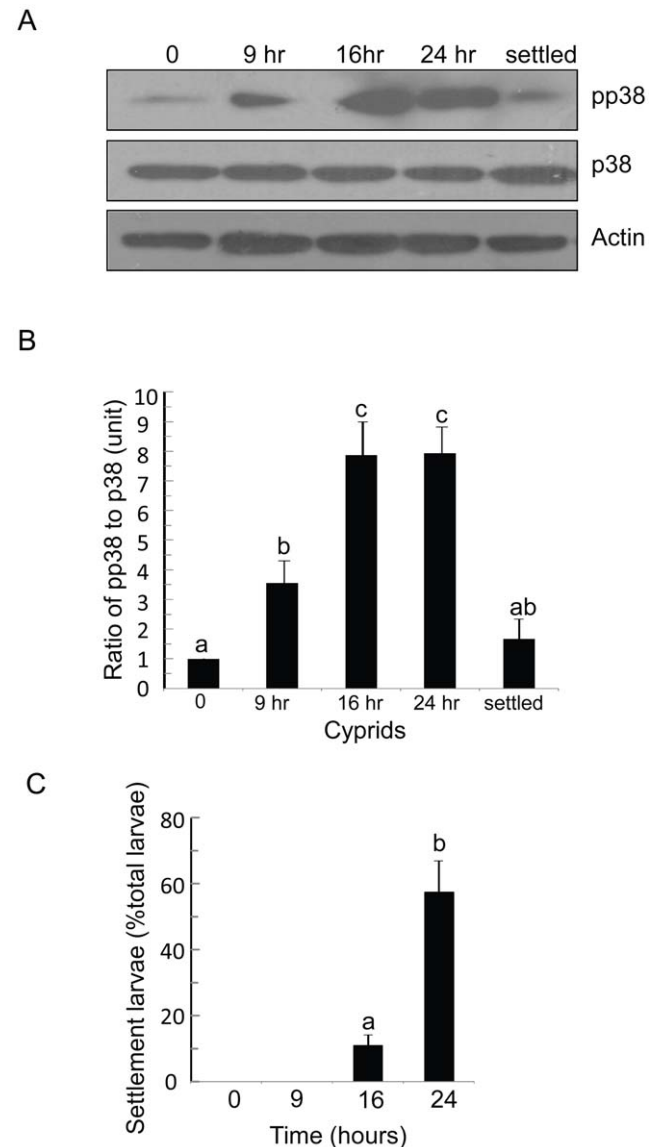 A
0 9 hr 16hr 24 hr settled
pp38
p38
Actin
B
Ratio of pp38 to p38 (unit)
10
9
8
7
6
5
4
3
2
1
0
a b c c ab
0 9 hr 16 hr 24 hr settled
Cyprids
C
Settlement larvae (%total larvae)
80
60
40
20
0
a b
0 9 16 24
Time (hours)